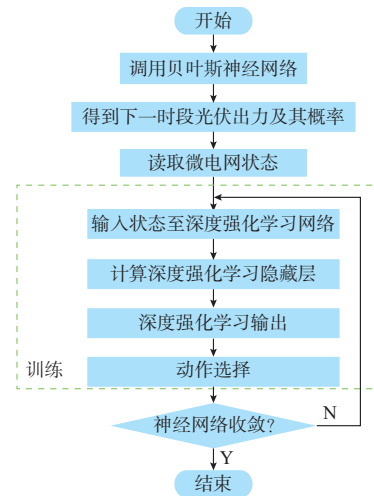 开始
调用贝叶斯神经网络
得到下一时段光伏出力及其概率
读取微电网状态
输入状态至深度强化学习网络
计算深度强化学习隐藏层
深度强化学习输出
训练
动作选择
神经网络收敛?
N
Y
结束